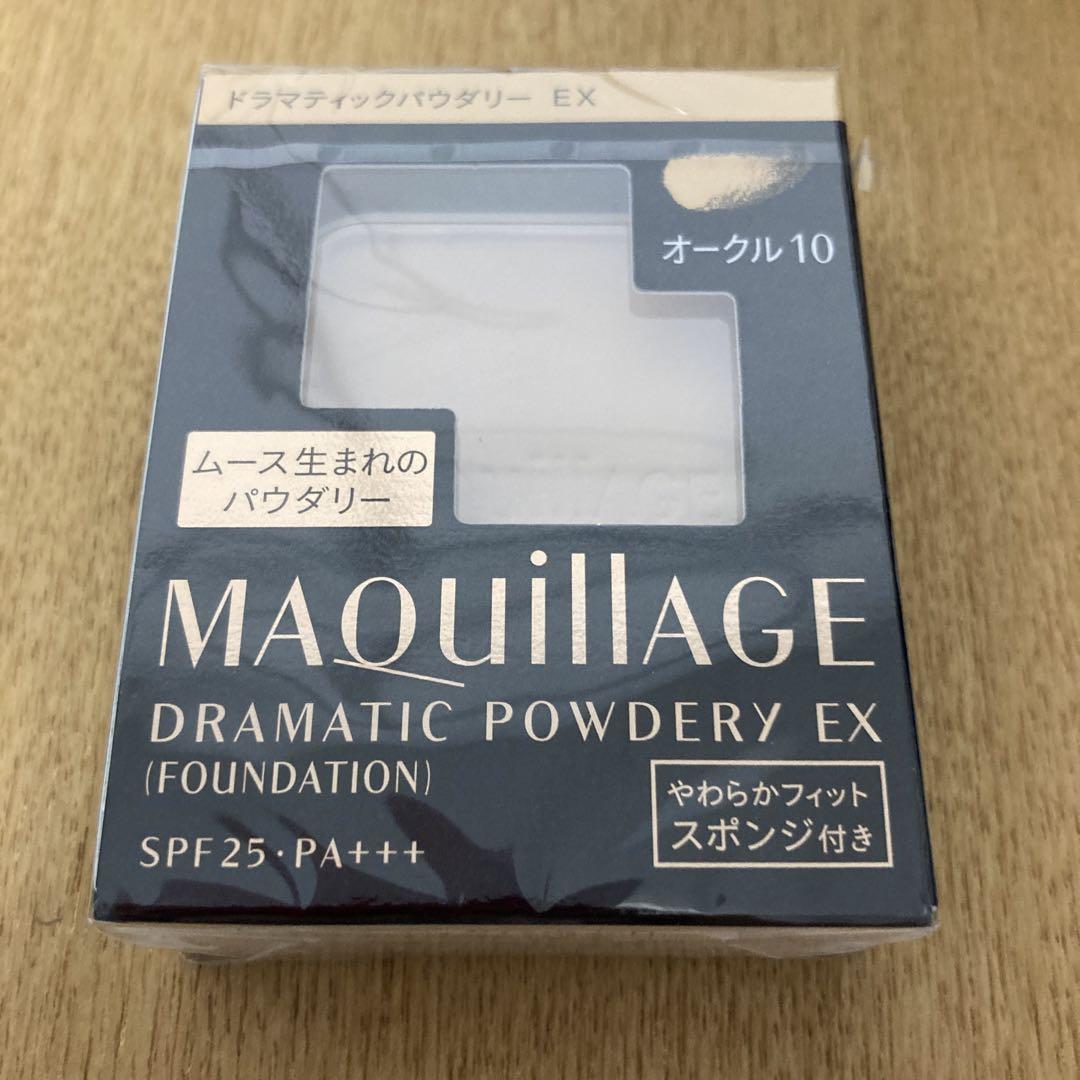 ドラマティックパウダリー EX
オークル10
ムース生まれの
パウダリー
MAQuillAGE
MAQuillAGE
DRAMATIC POWDERY EX
(FOUNDATION)
SPF25・PA+++
やわらかフィット
スポンジ付き